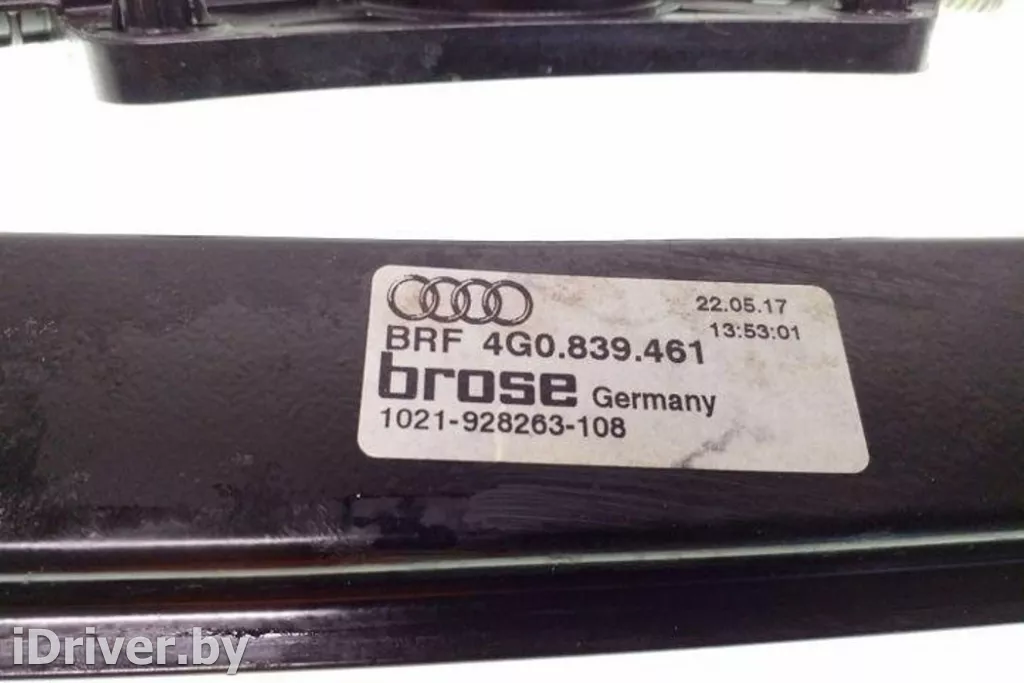 22.05.17
13:53:01
BRF 4G0.839.461
brose Germany
1021-928263-108
iDriver.by